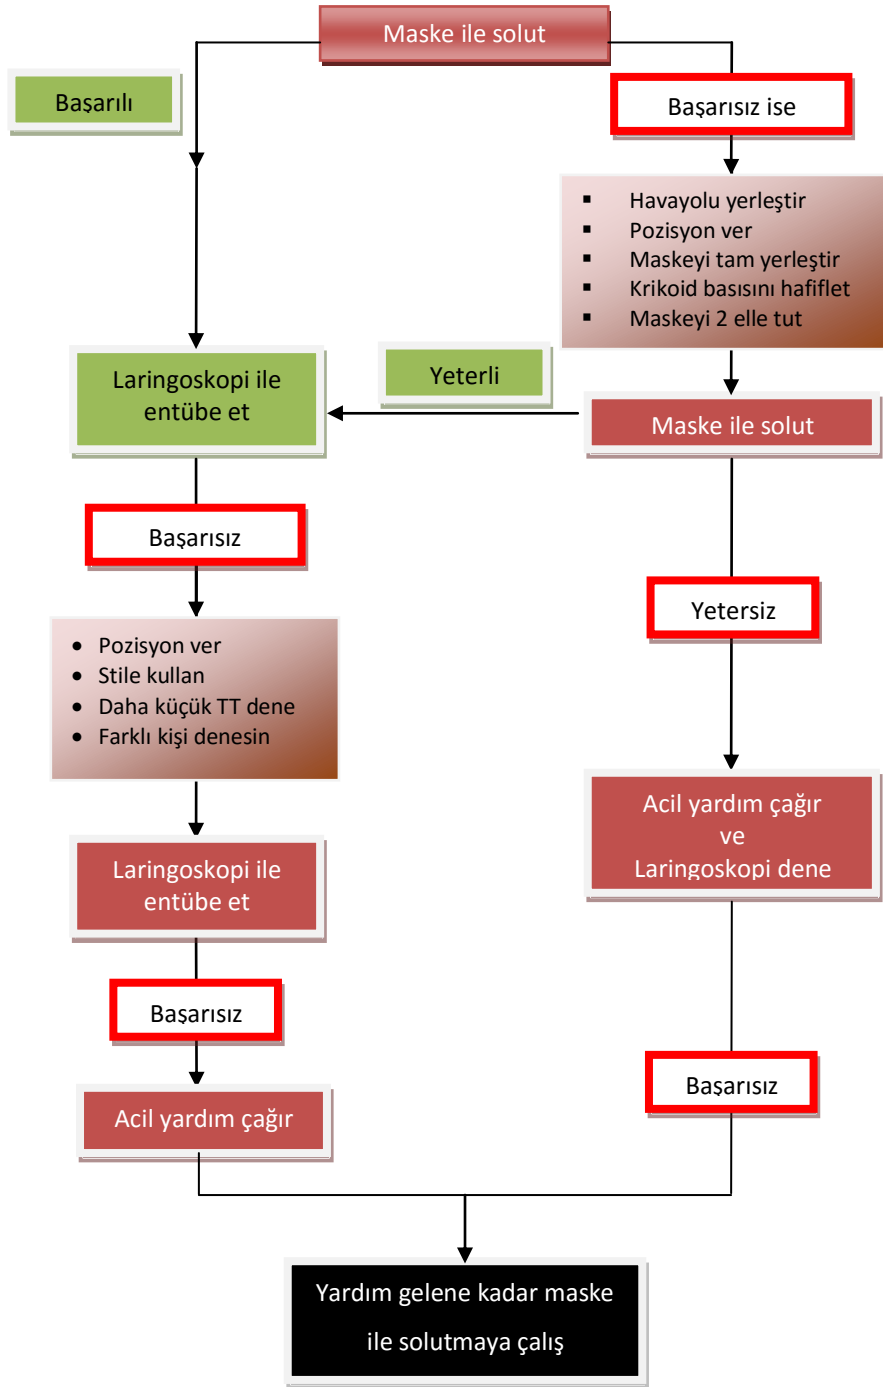 Maske ile solut
Başarılı
Başarısız ise
▪ Havayolu yerleştir
▪ Pozisyon ver
▪ Maskeyi tam yerleştir
▪ Krikoid basısını hafiflet
▪ Maskeyi 2 elle tut
Laringoskopi ile
entübe et
Yeterli
Maske ile solut
Başarısız
Yetersiz
• Pozisyon ver
• Stile kullan
• Daha küçük TT dene
• Farklı kişi denesin
Acil yardım çağır
ve
Laringoskopi dene
Laringoskopi ile
entübe et
Başarısız
Başarısız
Acil yardım çağır
Yardım gelene kadar maske
ile solutmaya çalış